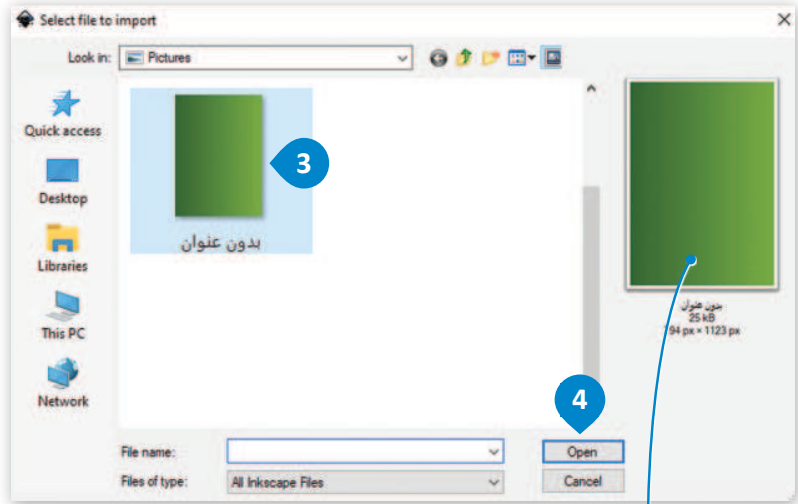 Select file to import
Look in: Pictures
Quick access
Desktop
Libraries
This PC
Network
3
بدون عنوان
بدون عنوان
25 kB
94 px × 1123 px
4
File name:
Open
Files of type: All Inkscape Files
Cancel